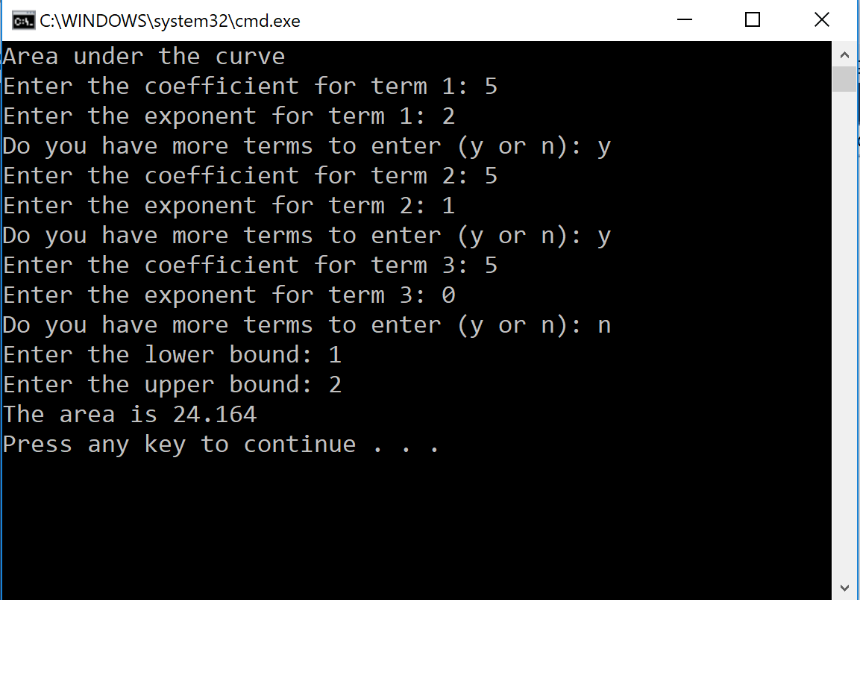 C:\WINDOWS\system32\cmd.exe
Area under the curve
Enter the coefficient for term 1: 5
Enter the exponent for term 1: 2
Do you have more terms to enter (y or n): y
Enter the coefficient for term 2: 5
Enter the exponent for term 2: 1
Do you have more terms to enter (y or n): y
Enter the coefficient for term 3: 5
Enter the exponent for term 3: 0
Do you have more terms to enter (y or n): n
Enter the lower bound: 1
Enter the upper bound: 2
The area is 24.164
Press any key to continue . . .